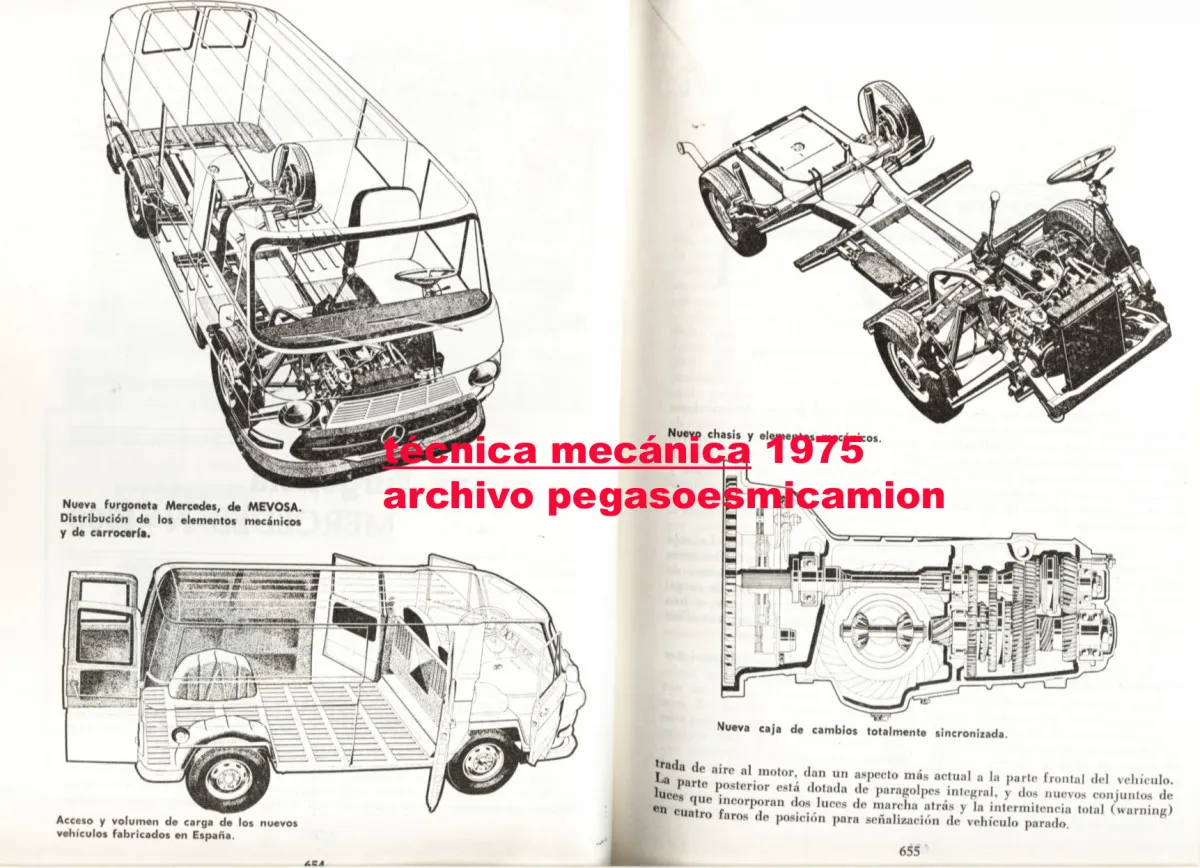 Nueva furgoneta Mercedes, de MEVOSA.
Distribución de los elementos mecánicos
y de carrocería.
Acceso y volumen de carga de los nuevos
vehículos fabricados en España.
654
Nuevo chasis y elementos mecánicos.
técnica mecánica 1975
archivo pegasoesmicamion
Nueva caja de cambios totalmente sincronizada.
trada de aire al motor, dan un aspecto más actual a la parte frontal del vehículo.
La parte posterior está dotada de paragolpes integral, y dos nuevos conjuntos de
luces que incorporan dos luces de marcha atrás y la intermitencia total (warning)
en cuatro faros de posición para señalización de vehículo parado.
655